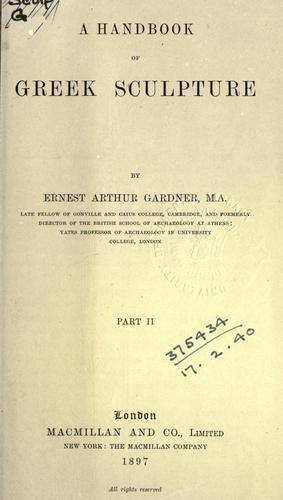 Sculp
G
A HANDBOOK
OF
GREEK SCULPTURE
BY
ERNEST ARTHUR GARDNER, M.A.
LATE FELLOW OF GONVILLE AND CAIUS COLLEGE, CAMBRIDGE, AND FORMERLY
DIRECTOR OF THE BRITISH SCHOOL OF ARCHAEOLOGY AT ATHENS;
YATES PROFESSOR OF ARCHAEOLOGY IN UNIVERSITY
COLLEGE, LONDON
PART II
375434
17.2.40
London
MACMILLAN AND CO., LIMITED
NEW YORK: THE MACMILLAN COMPANY
1897
All rights reserved